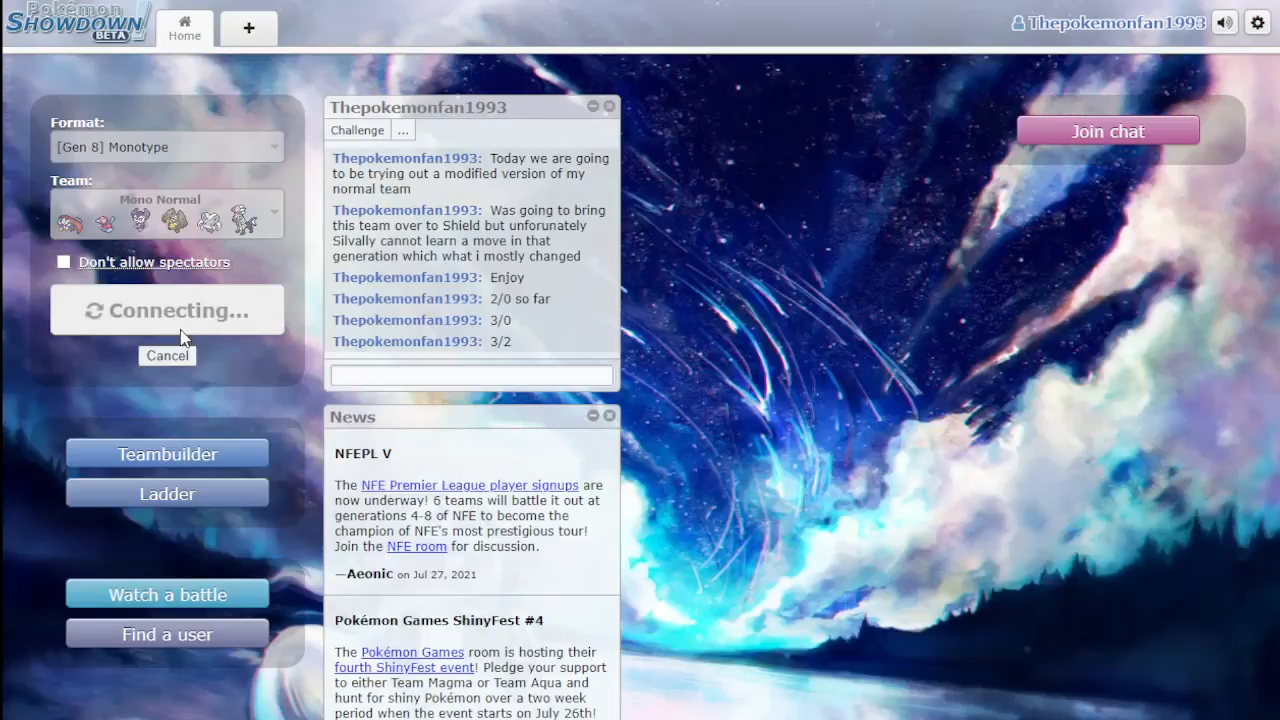 Pokémon
SHOWDOWN!
BETA
Home
+
Thepokemonfan1993
Format:
[Gen 8] Monotype
Team:
Mono Normal
Don't allow spectators
Connecting...
Cancel
Teambuilder
Ladder
Watch a battle
Find a user
Thepokemonfan1993
Challenge ...
Thepokemonfan1993: Today we are going
to be trying out a modified version of my
normal team
Thepokemonfan1993: Was going to bring
this team over to Shield but unforunately
Silvally cannot learn a move in that
generation which what i mostly changed
Thepokemonfan1993: Enjoy
Thepokemonfan1993: 2/0 so far
Thepokemonfan1993: 3/0
Thepokemonfan1993: 3/2
News
NFEPL V
The NFE Premier League player signups are
now underway! 6 teams will battle it out at
generations 4-8 of NFE to become the
champion of NFE's most prestigious tour!
Join the NFE room for discussion.
—Aeonic on Jul 27, 2021
Pokémon Games ShinyFest #4
The Pokémon Games room is hosting their
fourth ShinyFest event! Pledge your support
to either Team Magma or Team Aqua and
hunt for shiny Pokémon over a two week
period when the event starts on July 26th!
Join chat